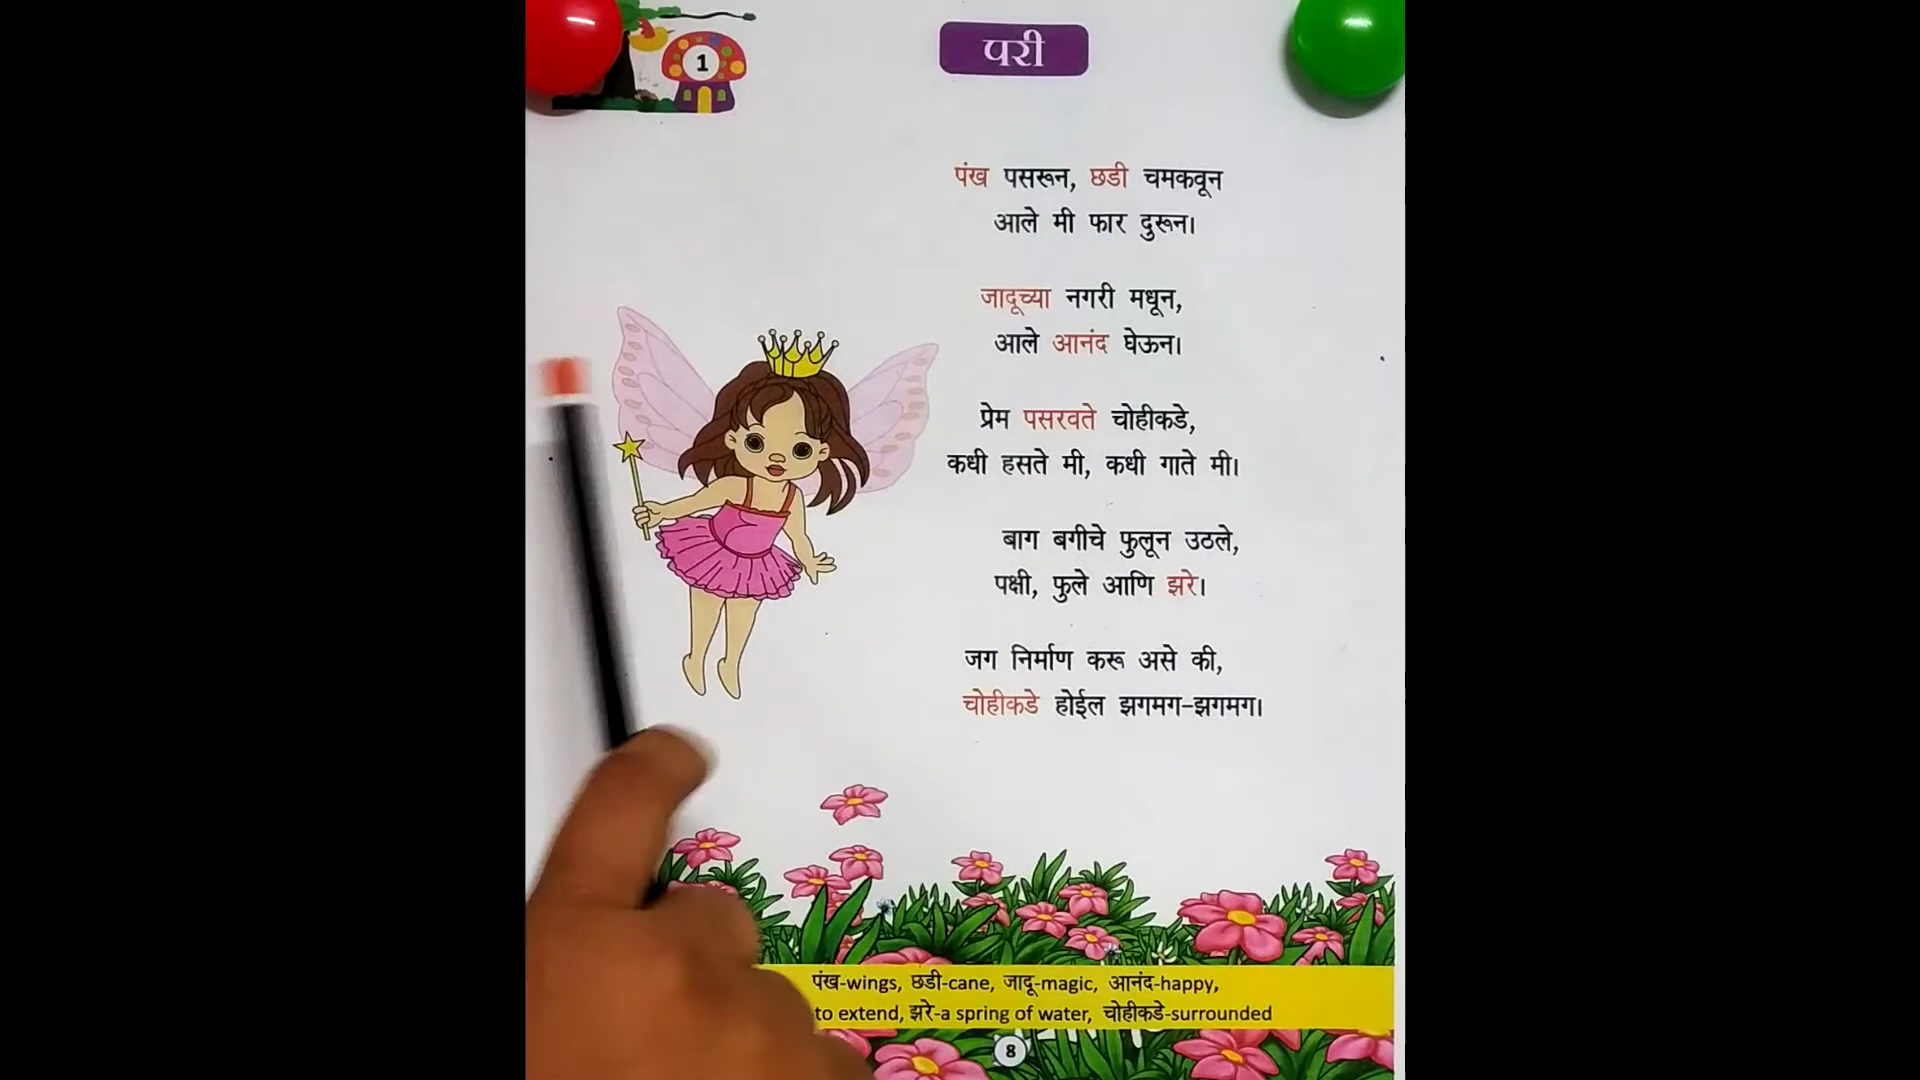 1
परी
पंख पसरून, छडी चमकवून
आले मी फार दुरून।
जादूच्या नगरी मधून,
आले आनंद घेऊन।
प्रेम पसरवते चोहीकडे,
कधी हसते मी, कधी गाते मी।
बाग बगीचे फुलून उठले,
पक्षी, फुले आणि झरे।
जग निर्माण करू असे की,
चोहीकडे होईल झगमग-झगमग।
पंख-wings, छडी-cane, जादू-magic, आनंद-happy,
to extend, झरे-a spring of water, चोहीकडे-surrounded
8